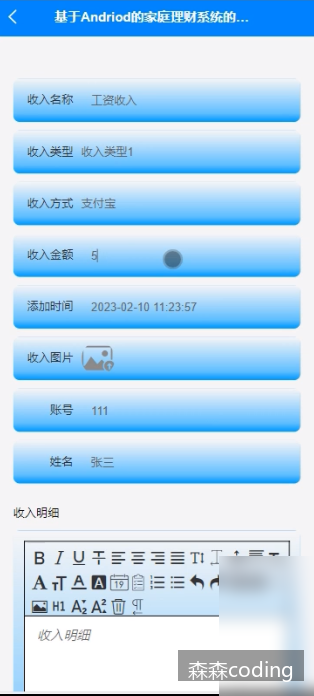 基于Andriod的家庭理财系统的...
收入名称 工资收入
收入类型 收入类型1
收入方式 支付宝
收入金额 5
添加时间 2023-02-10 11:23:57
收入图片
账号 111
姓名 张三
收入明细
收入明细
森森coding